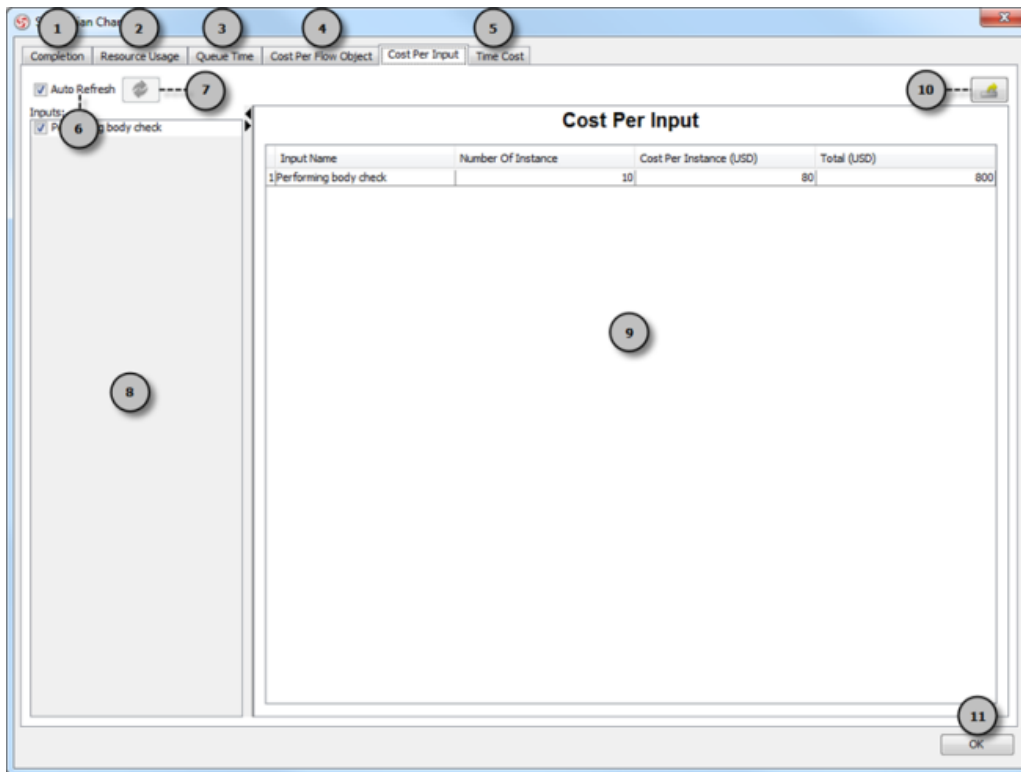 1 2 3 4 5
Completion Resource Usage Queue Time Cost Per Flow Object Cost Per Input Time Cost
Auto Refresh 7 10
Inputs: 6
body check
Cost Per Input
Input Name Number Of Instance Cost Per Instance (USD) Total (USD)
1 Performing body check 10 80 800
9
8
11
OK